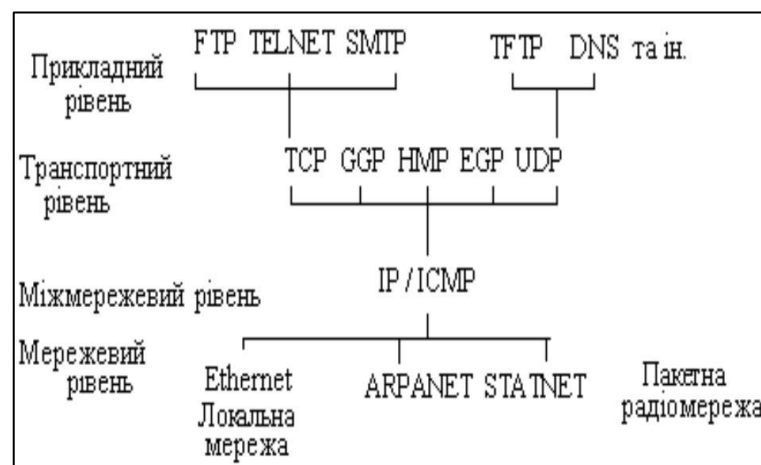 FTP TELNET SMTP
TFTP DNS та ін.
Прикладний
рівень
Транспортний
рівень
TCP GGP HMP EGP UDP
Міжмережевий рівень
IP / ICMP
Мережевий
рівень
Ethernet
Локальна
мережа
ARPANET STATNET
Пакетна
радіомережа